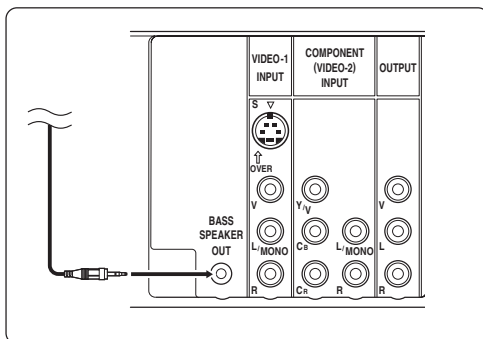 VIDEO-1
INPUT
COMPONENT
(VIDEO-2)
INPUT
OUTPUT
S
OVER
V
Y/V
V
BASS
SPEAKER
OUT
L/MONO
CB
L/MONO
L
R
CR
R
R